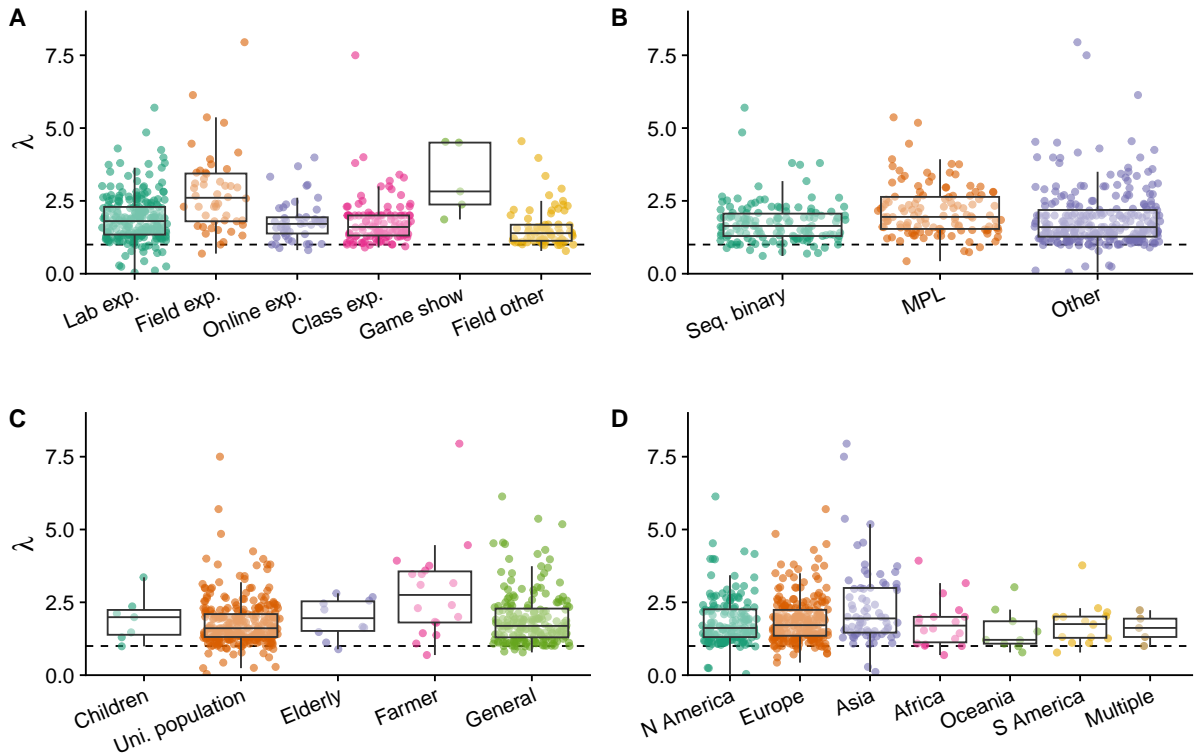 A
λ
7.5
5.0
2.5
0.0
Lab exp.
Field exp.
Online exp.
Class exp.
Game show
Field other
B
7.5
5.0
2.5
0.0
Seq. binary
MPL
Other
C
λ
7.5
5.0
2.5
0.0
Children
Uni. population
Elderly
Farmer
General
D
7.5
5.0
2.5
0.0
N America
Europe
Asia
Africa
Oceania
S America
Multiple